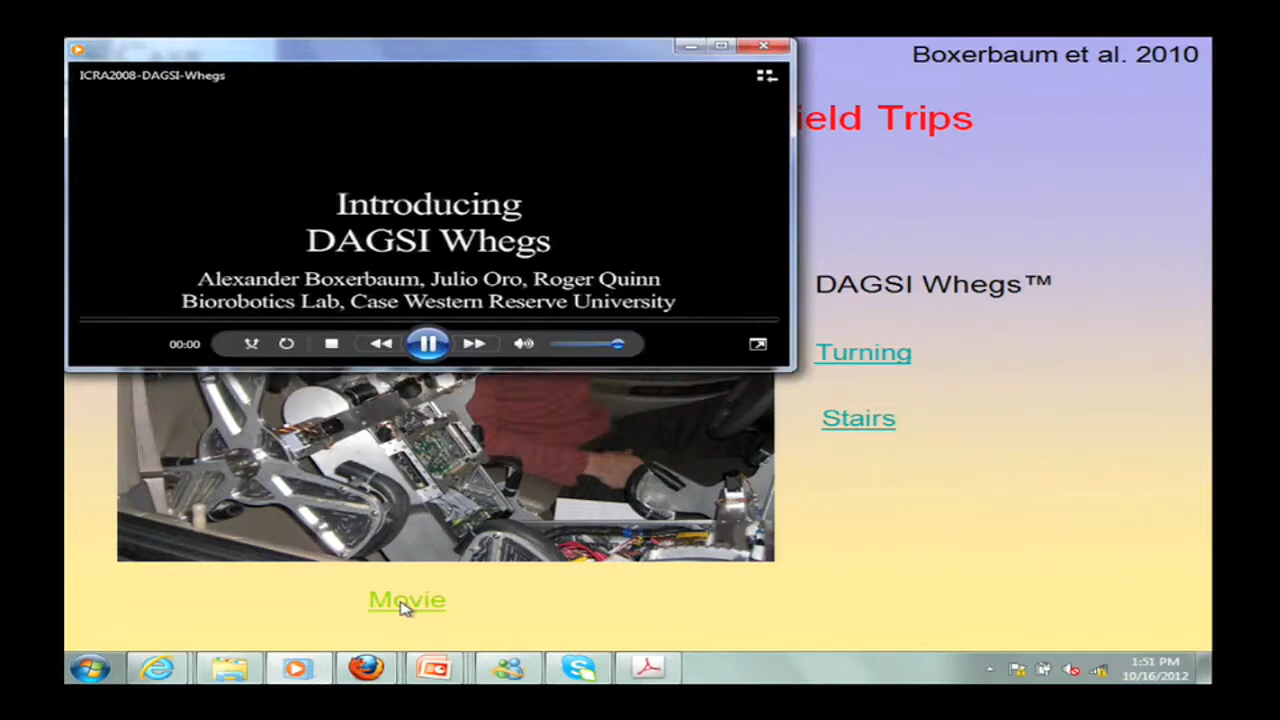 Boxerbaum et al. 2010
ield Trips
ICRA2008-DAGSI-Whegs
Introducing
DAGSI Whegs
Alexander Boxerbaum, Julio Oro, Roger Quinn
Biorobotics Lab, Case Western Reserve University
00:00
DAGSI Whegs™
Turning
Stairs
Movie
1:51 PM
10/16/2012